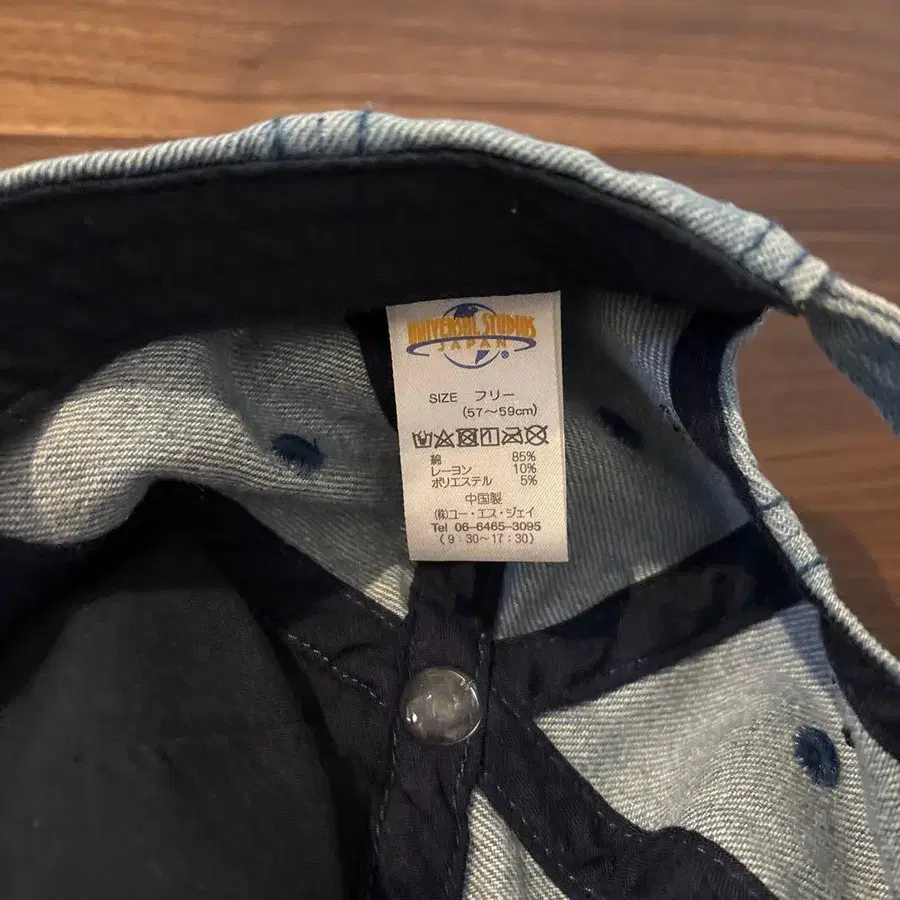 UNIVERSAL STUDIOS
JAPAN
®
SIZE フリー
(57～59cm)
綿 85%
レーヨン 10%
ポリエステル 5%
中国製
(株)ユー・エス・ジェイ
Tel 06-6465-3095
(9:30～17:30)